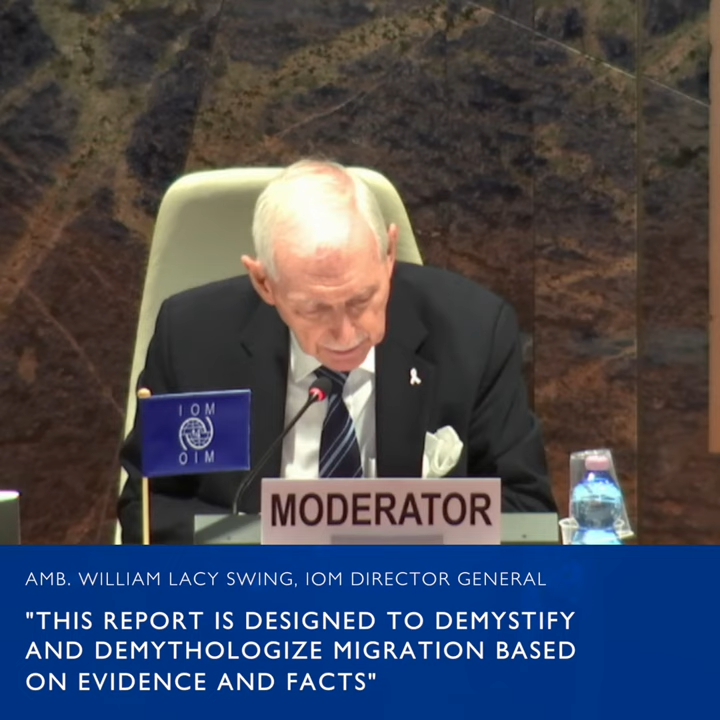 IOM
OIM
MODERATOR
AMB. WILLIAM LACY SWING, IOM DIRECTOR GENERAL
"THIS REPORT IS DESIGNED TO DEMYSTIFY
AND DEMYTHOLOGIZE MIGRATION BASED
ON EVIDENCE AND FACTS"